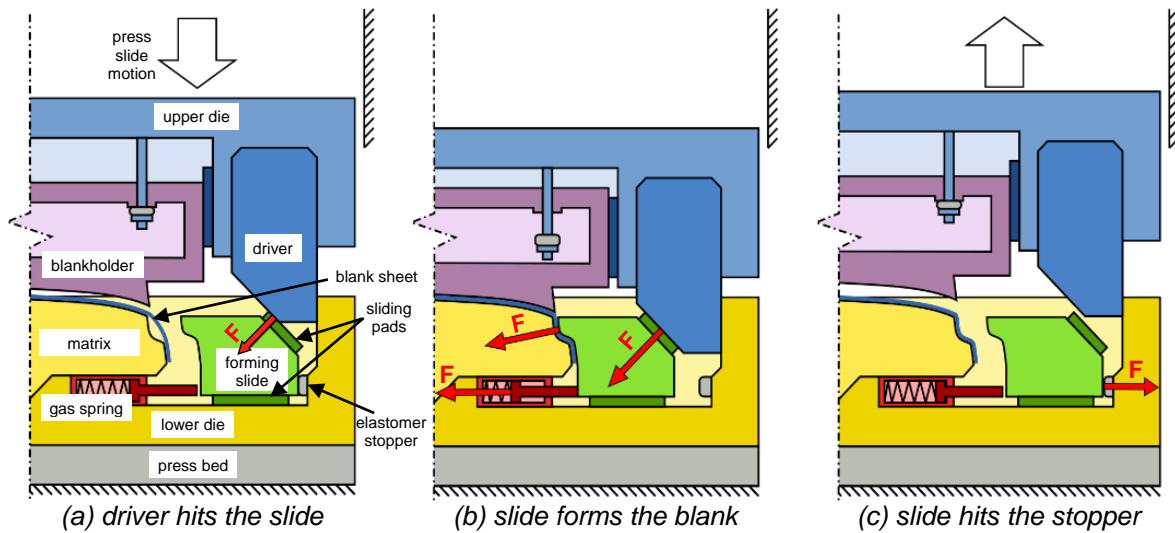 press
slide
motion
upper die
driver
blankholder
blank sheet
sliding
pads
matrix
F
forming
slide
gas spring
elastomer
stopper
lower die
press bed
(a) driver hits the slide
F
F
F
(b) slide forms the blank
F
(c) slide hits the stopper